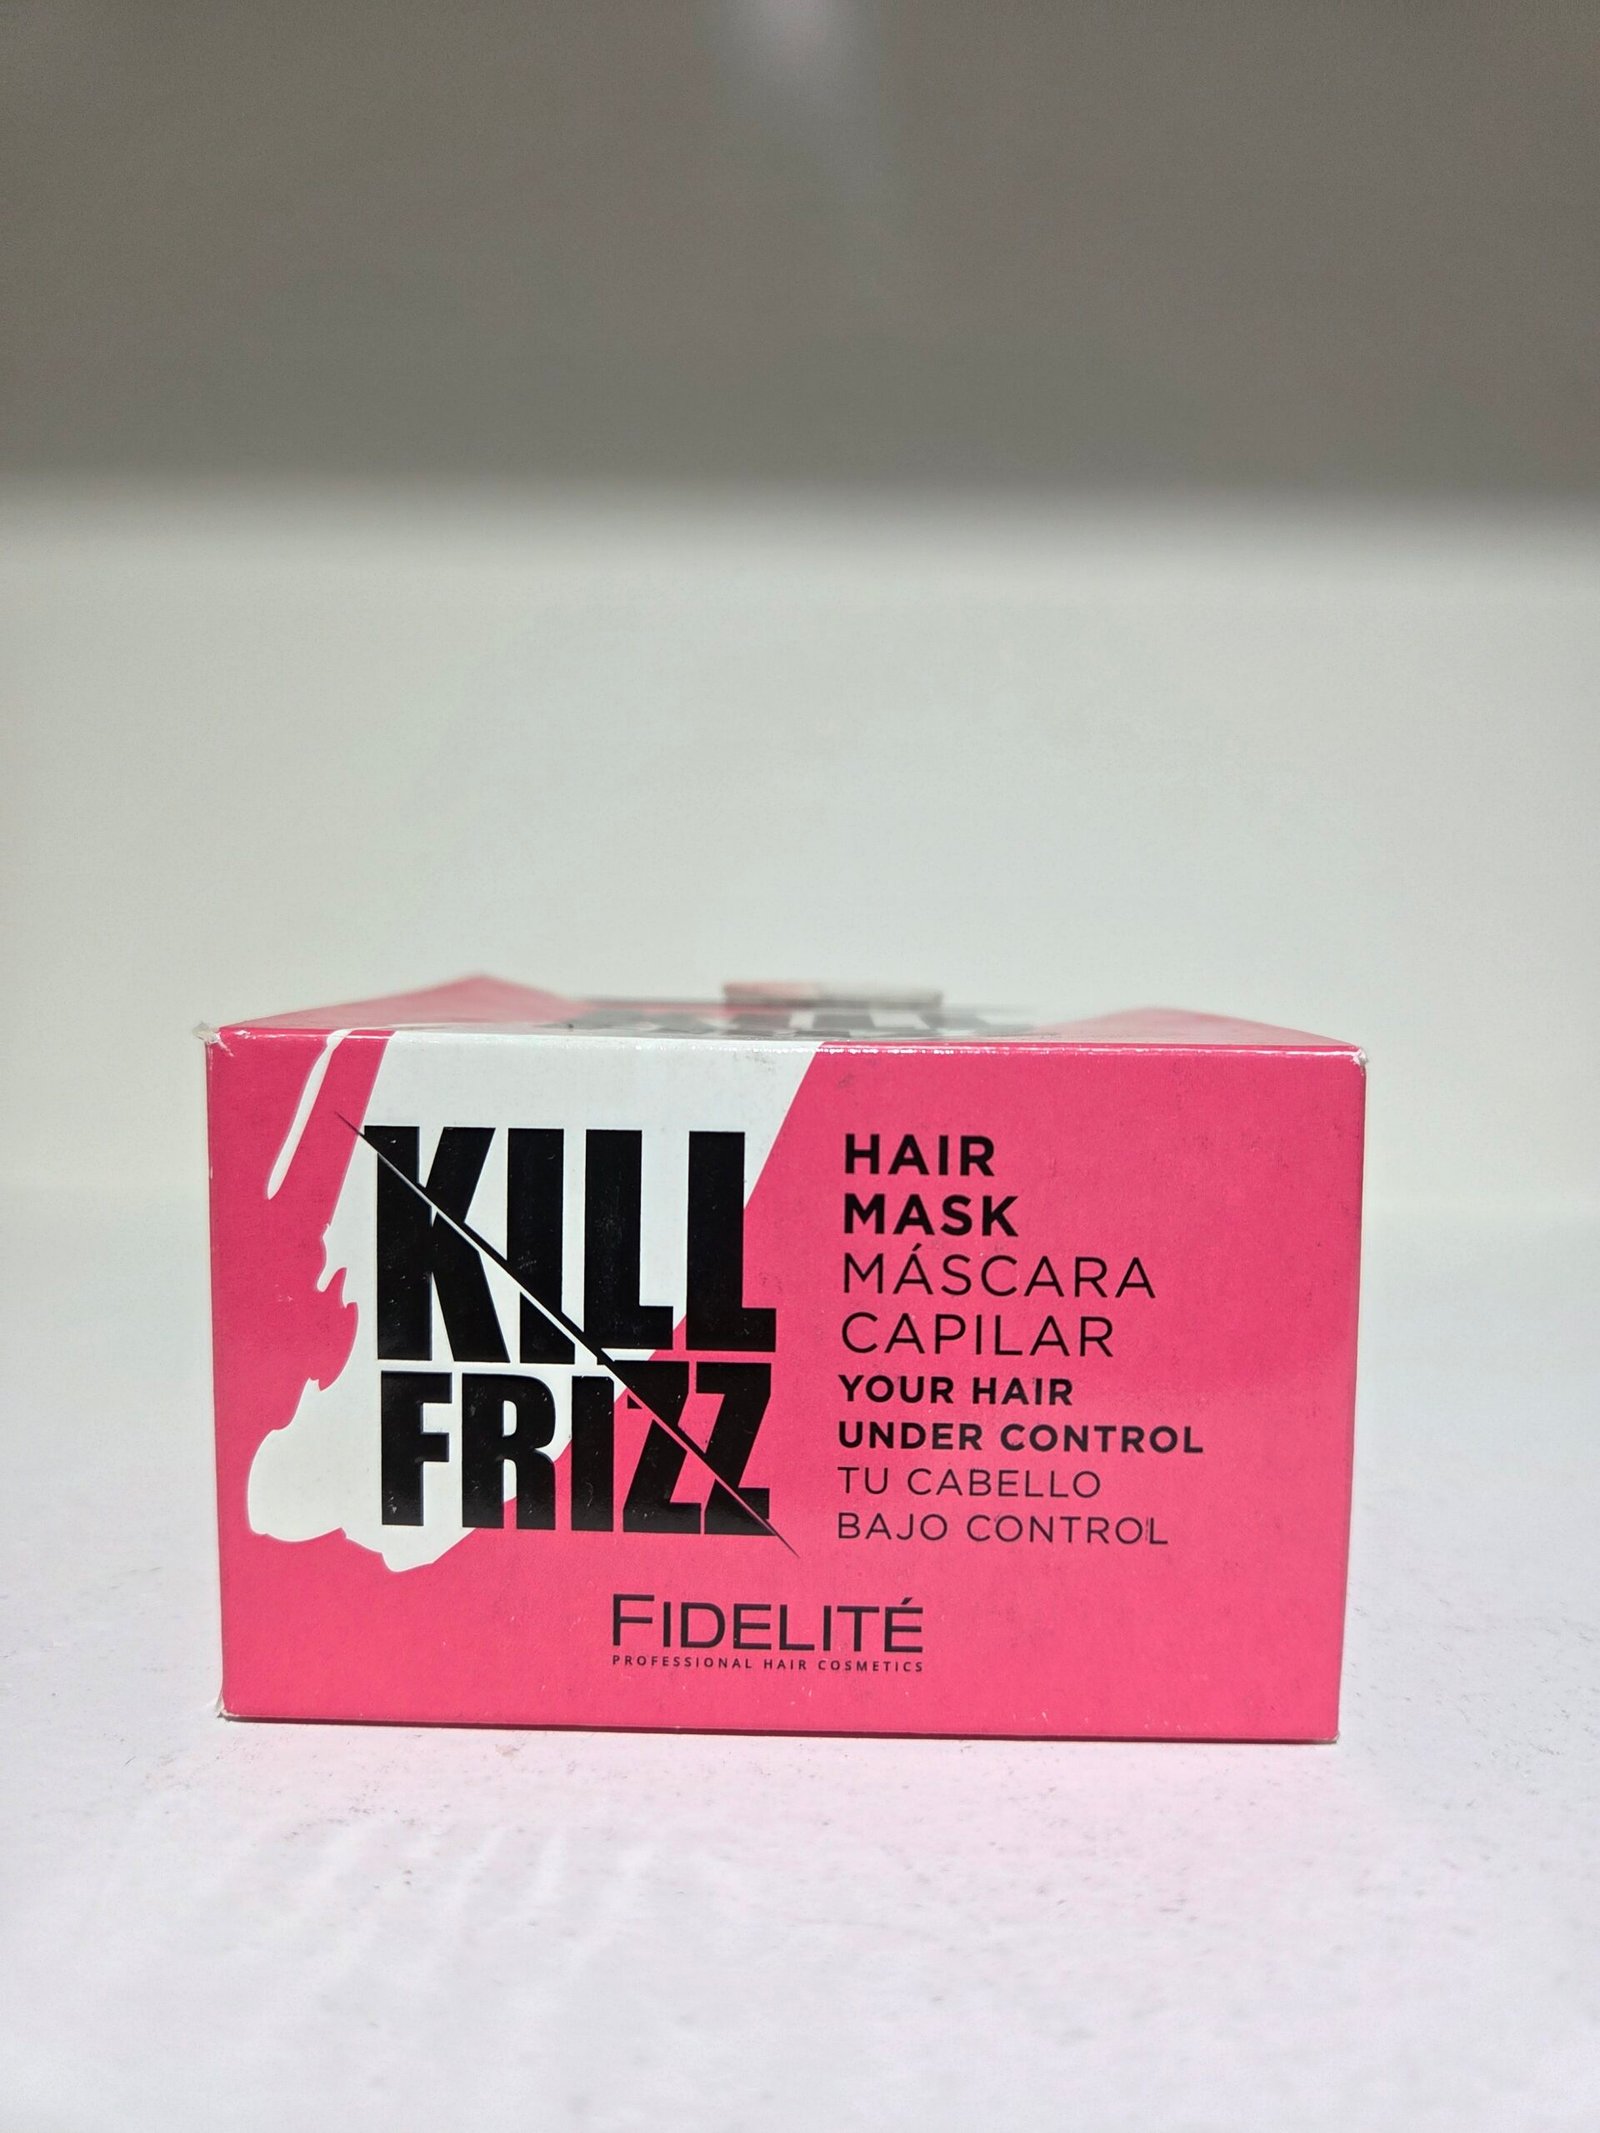 KILL
FRIZZ
HAIR
MASK
MÁSCARA
CAPILAR
YOUR HAIR
UNDER CONTROL
TU CABELLO
BAJO CONTROL
FIDELITÉ
PROFESSIONAL HAIR COSMETICS